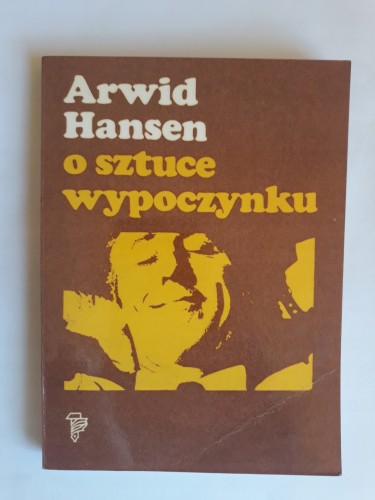 Arwid
Hansen
o sztuce
wypoczynku